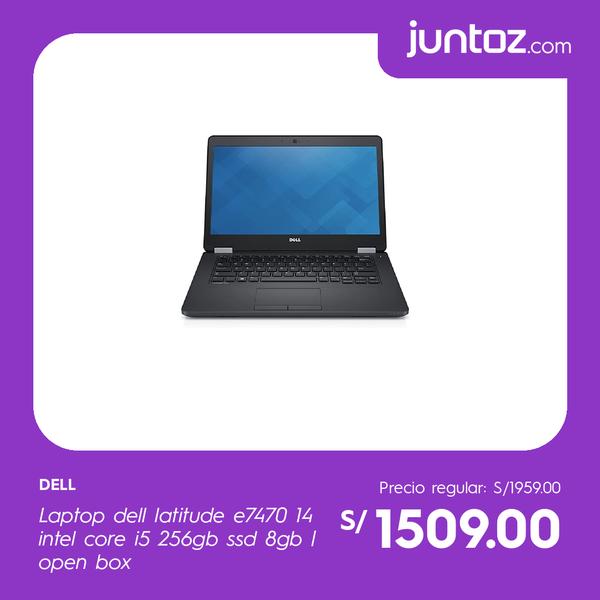 juntoz.com
DELL
DELL
Laptop dell latitude e7470 14
intel core i5 256gb ssd 8gb |
open box
Precio regular: S/1959.00
S/ 1509.00